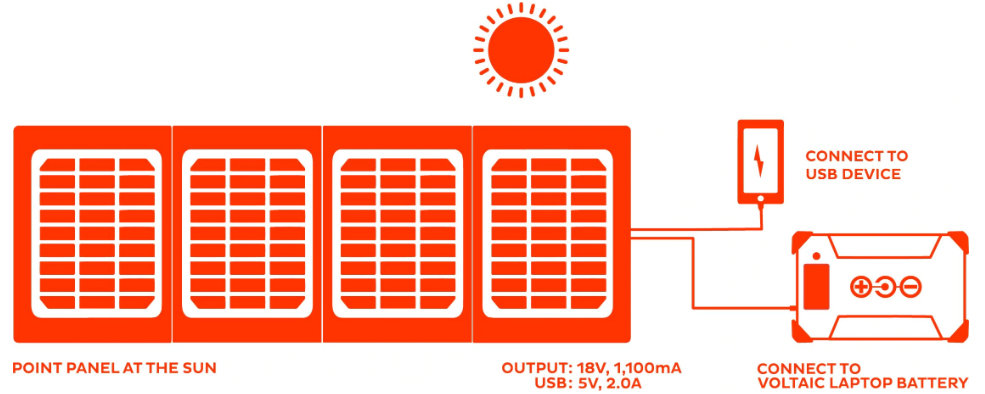 CONNECT TO
USB DEVICE
POINT PANEL AT THE SUN
OUTPUT: 18V, 1,100mA
USB: 5V, 2.0A
CONNECT TO
VOLTAIC LAPTOP BATTERY